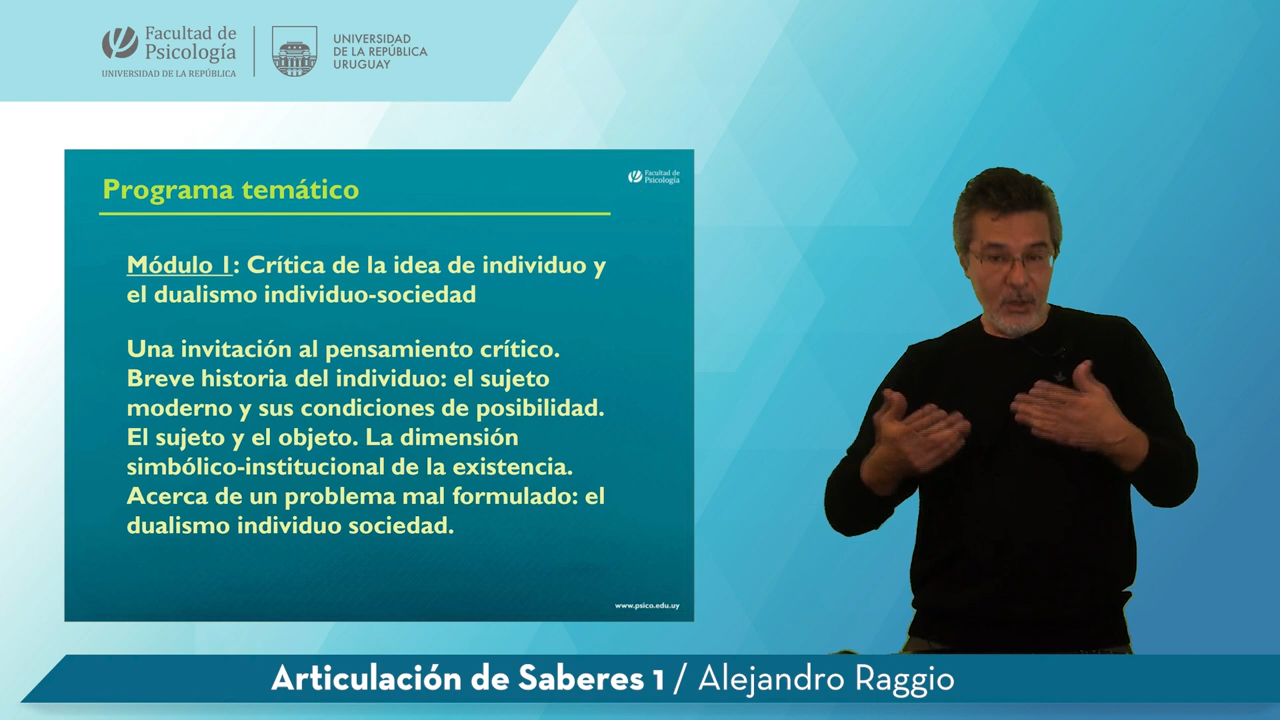 Facultad de
Psicología
UNIVERSIDAD DE LA REPÚBLICA
UNIVERSIDAD
DE LA REPÚBLICA
URUGUAY
Programa temático
Facultad de
Psicología
Módulo 1: Crítica de la idea de individuo y
el dualismo individuo-sociedad
Una invitación al pensamiento crítico.
Breve historia del individuo: el sujeto
moderno y sus condiciones de posibilidad.
El sujeto y el objeto. La dimensión
simbólico-institucional de la existencia.
Acerca de un problema mal formulado: el
dualismo individuo sociedad.
www.psico.edu.uy
Articulación de Saberes 1 / Alejandro Raggio